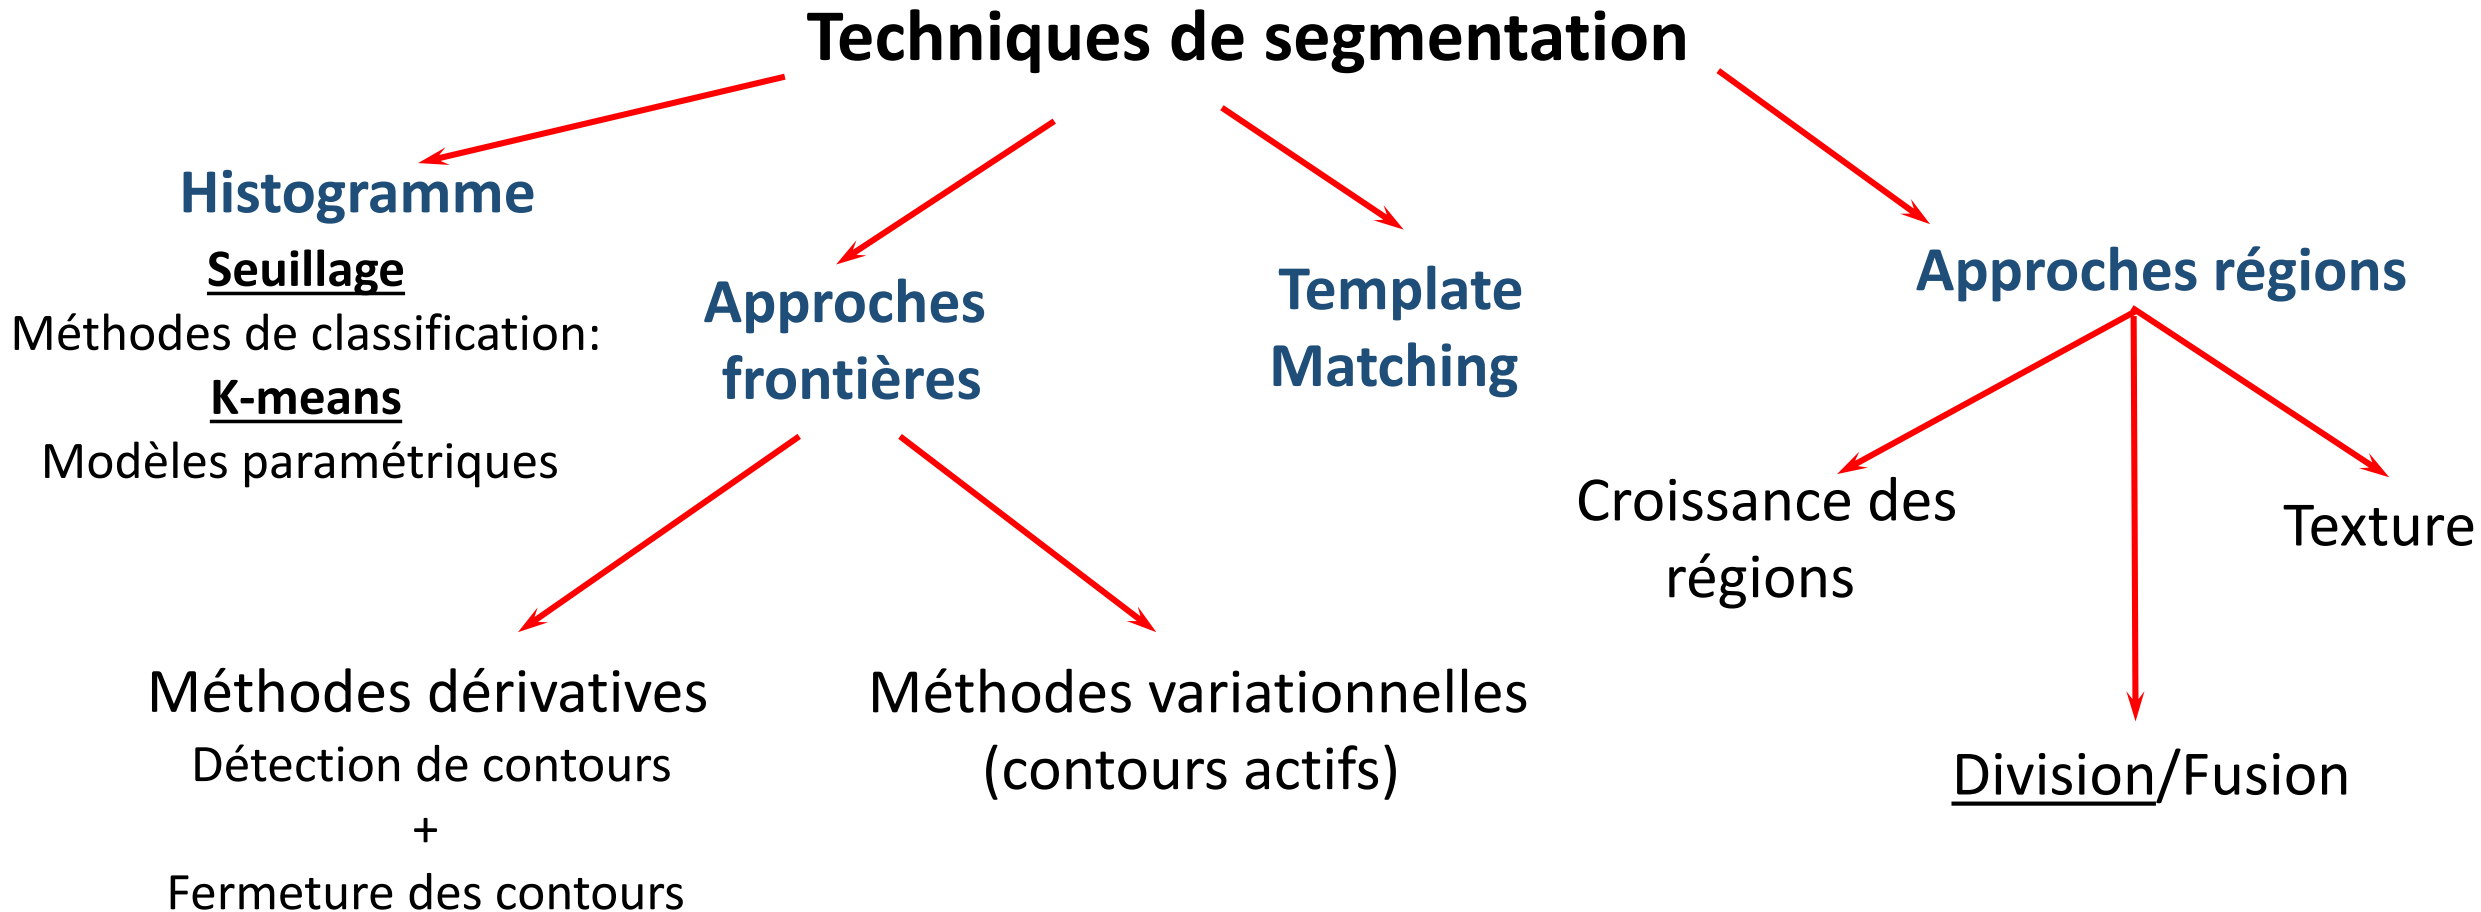 Techniques de segmentation
Histogramme
Seuillage
Méthodes de classification:
K-means
Modèles paramétriques
Approches
frontières
Template
Matching
Approches régions
Croissance des
régions
Texture
Méthodes dérivatives
Détection de contours
+
Fermeture des contours
Méthodes variationnelles
(contours actifs)
Division/Fusion